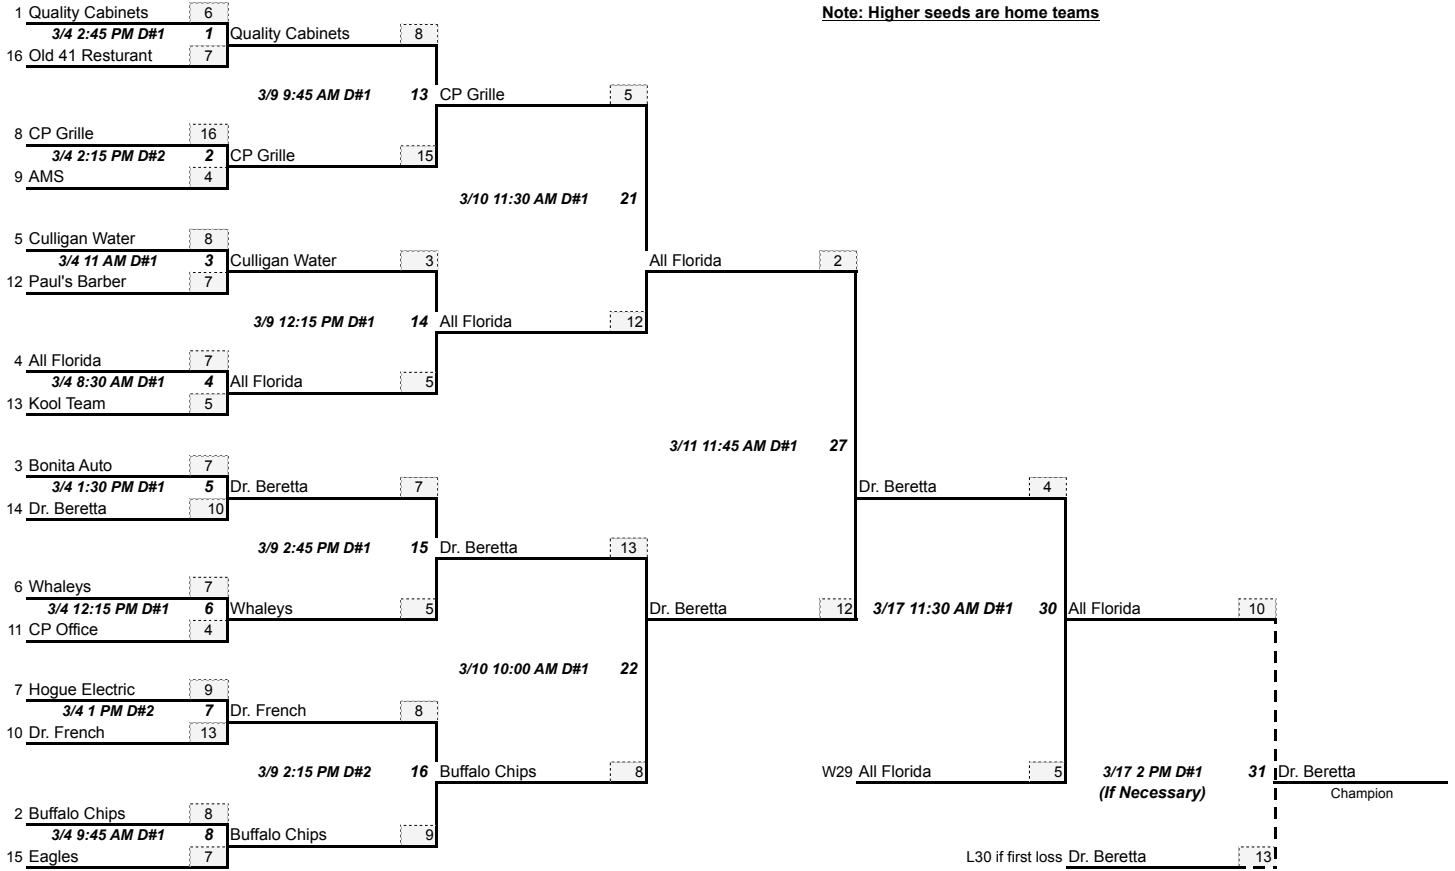 Note: Higher seeds are home teams
1 Quality Cabinets 6
3/4 2:45 PM D#1 1 Quality Cabinets 8
16 Old 41 Resturant 7
3/9 9:45 AM D#1 13 CP Grille 5
8 CP Grille 16
3/4 2:15 PM D#2 2 CP Grille 15
9 AMS 4
3/10 11:30 AM D#1 21
5 Culligan Water 8
3/4 11 AM D#1 3 Culligan Water 3 All Florida 2
12 Paul's Barber 7
3/9 12:15 PM D#1 14 All Florida 12
4 All Florida 7
3/4 8:30 AM D#1 4 All Florida 5
13 Kool Team 5
3/11 11:45 AM D#1 27
3 Bonita Auto 7
3/4 1:30 PM D#1 5 Dr. Beretta 7 Dr. Beretta 4
14 Dr. Beretta 10
3/9 2:45 PM D#1 15 Dr. Beretta 13
6 Whaleys 7
3/4 12:15 PM D#1 6 Whaleys 5 Dr. Beretta 12 3/17 11:30 AM D#1 30 All Florida 10
11 CP Office 4
3/10 10:00 AM D#1 22
7 Hogue Electric 9
3/4 1 PM D#2 7 Dr. French 8
10 Dr. French 13
3/9 2:15 PM D#2 16 Buffalo Chips 8 W29 All Florida 5 3/17 2 PM D#1 31 Dr. Beretta
(If Necessary) Champion
2 Buffalo Chips 8
3/4 9:45 AM D#1 8 Buffalo Chips 9
15 Eagles 7 L30 if first loss Dr. Beretta 13